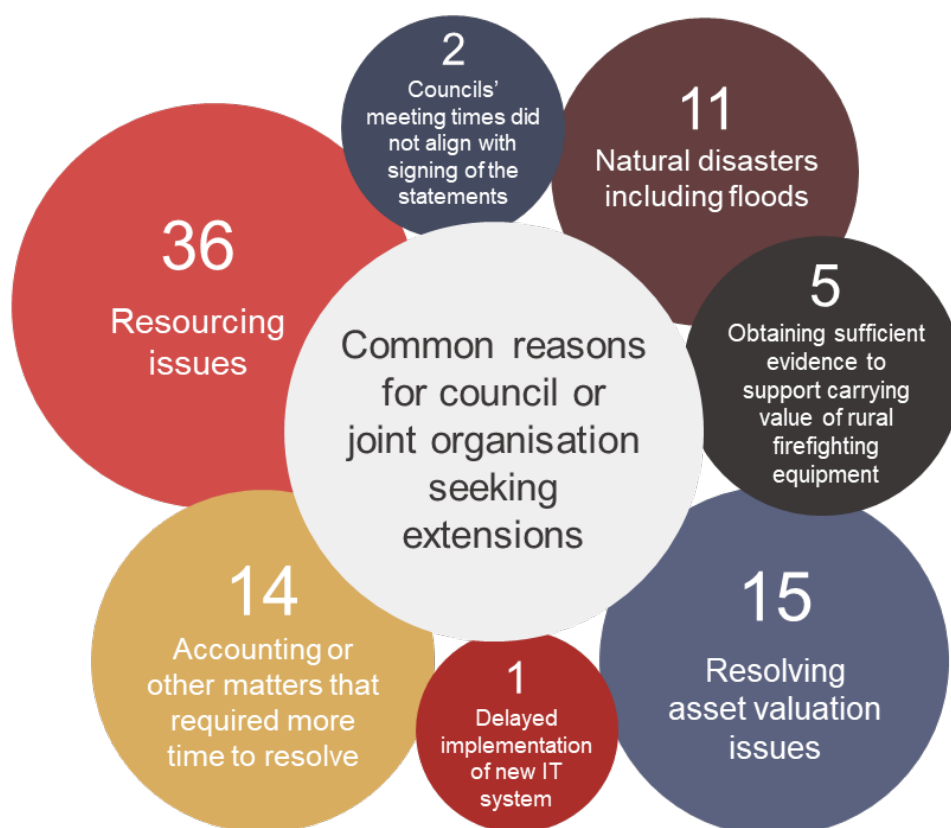 2
Councils'
meeting times did
not align with
signing of the
statements
11
Natural disasters
including floods
36
Resourcing
issues
5
Obtaining sufficient
evidence to
support carrying
value of rural
firefighting
equipment
Common reasons
for council or
joint organisation
seeking
extensions
14
Accounting or
other matters that
required more
time to resolve
15
Resolving
asset valuation
issues
1
Delayed
implementation
of new IT
system